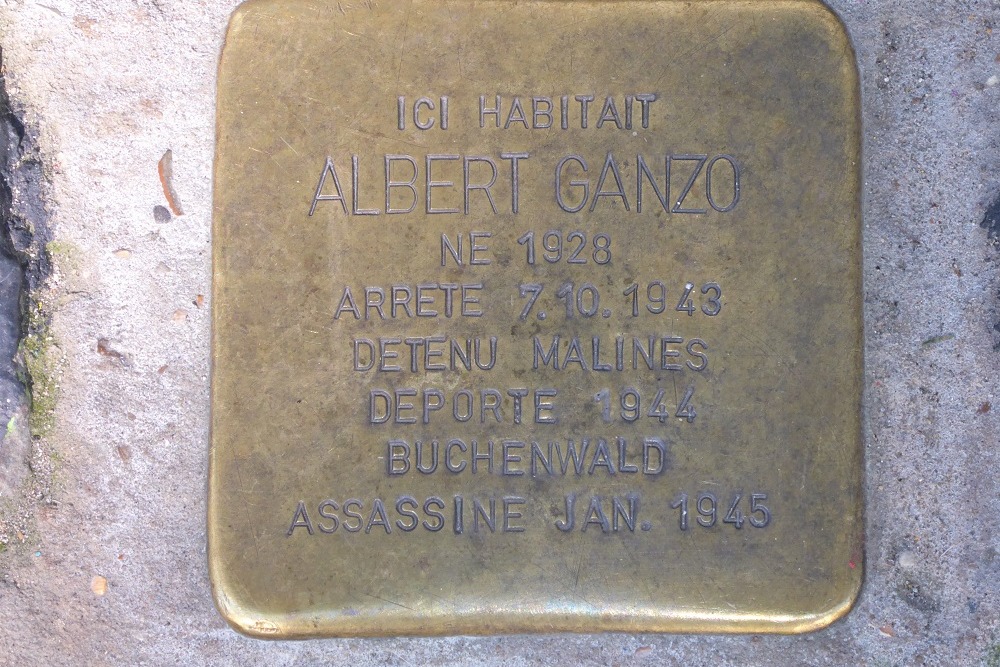 ICI HABITAIT
ALBERT GANZO
NE 1928
ARRETE 7.10.1943
DETENU MALINES
DEPORTE 1944
BUCHENWALD
ASSASSINE JAN. 1945